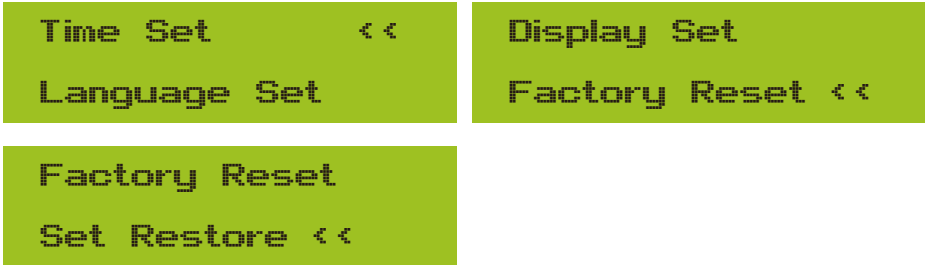 Time Set <<
Language Set
Display Set
Factory Reset <<
Factory Reset
Set Restore <<